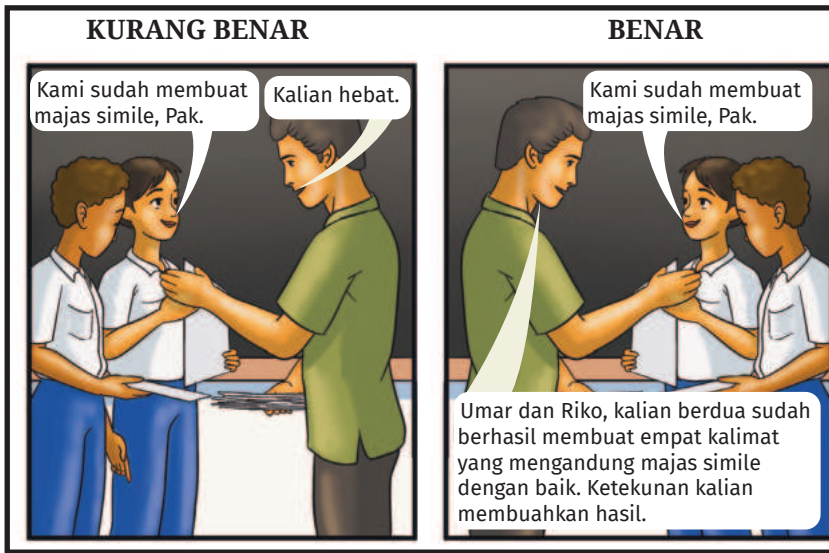 KURANG BENAR
Kami sudah membuat
majas simile, Pak.
Kalian hebat.
BENAR
Kami sudah membuat
majas simile, Pak.
Umar dan Riko, kalian berdua sudah
berhasil membuat empat kalimat
yang mengandung majas simile
dengan baik. Ketekunan kalian
membuahkan hasil.